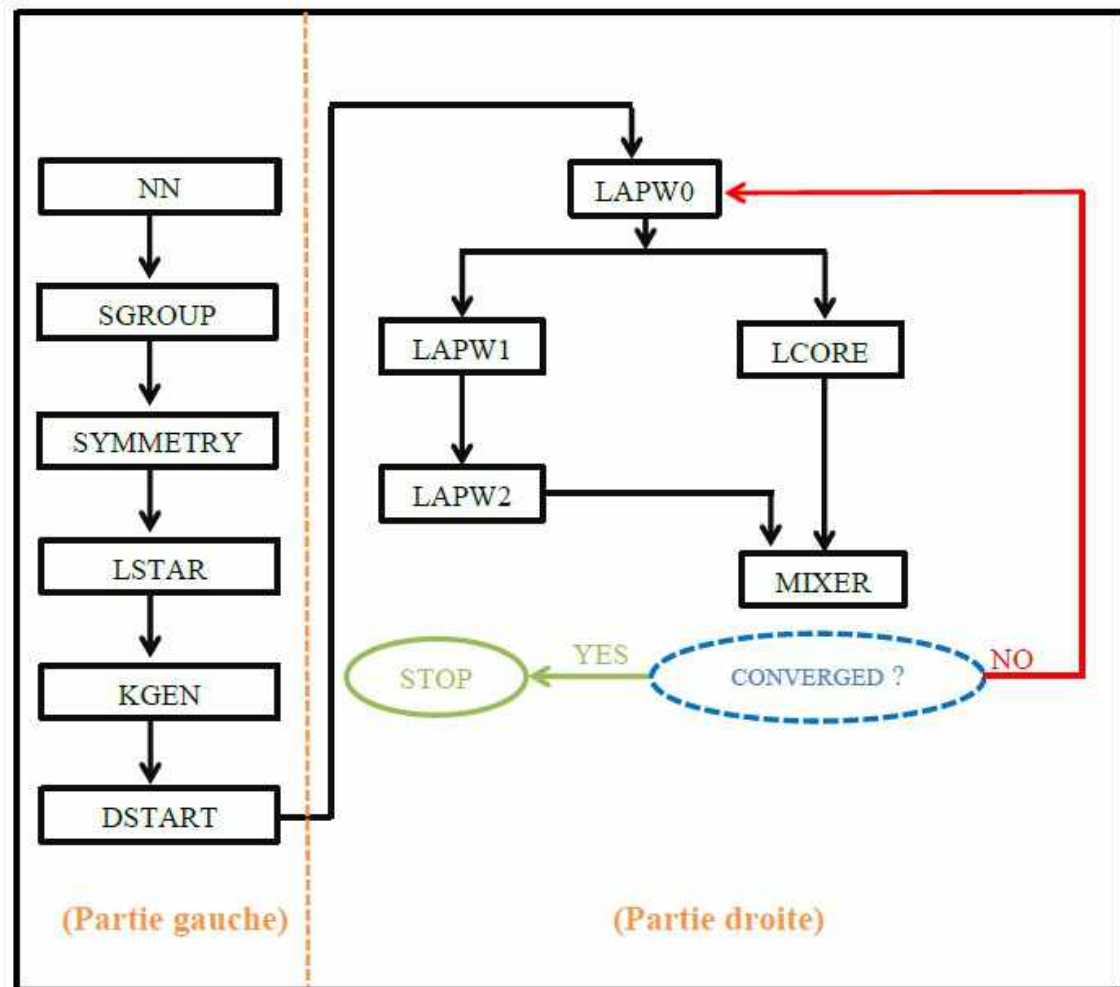 NN
SGROUP
SYMMETRY
LSTAR
KGEN
DSTART
(Partie gauche)
LAPW0
LAPW1
LCORE
LAPW2
MIXER
STOP
YES
CONVERGED ?
NO
(Partie droite)